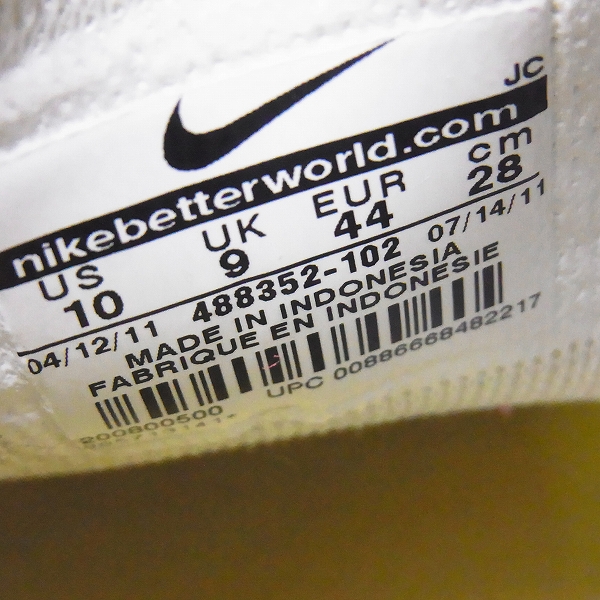 JC
nikebetterworld.com
US UK EUR cm
10 9 44 28
04/12/11 488352-102 07/14/11
MADE IN INDONESIA
FABRIQUE EN INDONESIE
UPC 00886668482217
200800500